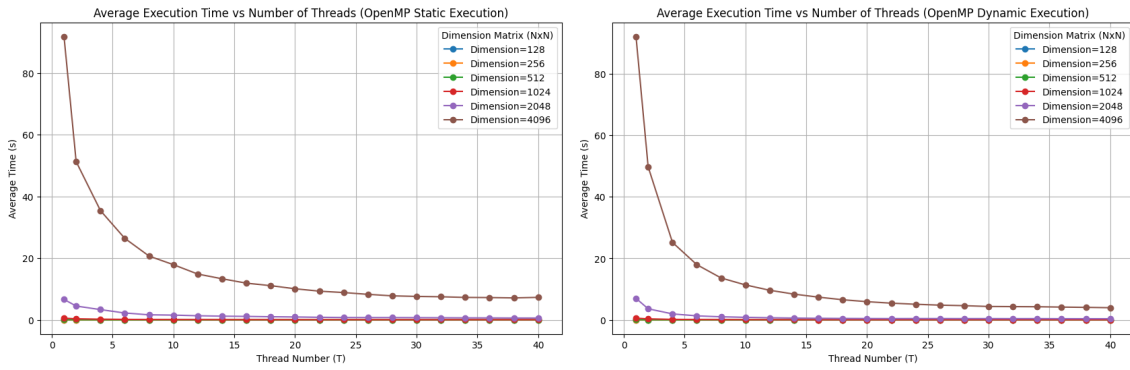 Average Execution Time vs Number of Threads (OpenMP Static Execution)
Dimension Matrix (NxN)
Dimension=128
Dimension=256
Dimension=512
Dimension=1024
Dimension=2048
Dimension=4096
Average Time (s)
80
60
40
20
0
0 5 10 15 20 25 30 35 40
Thread Number (T)
Average Execution Time vs Number of Threads (OpenMP Dynamic Execution)
Dimension Matrix (NxN)
Dimension=128
Dimension=256
Dimension=512
Dimension=1024
Dimension=2048
Dimension=4096
Average Time (s)
80
60
40
20
0
0 5 10 15 20 25 30 35 40
Thread Number (T)